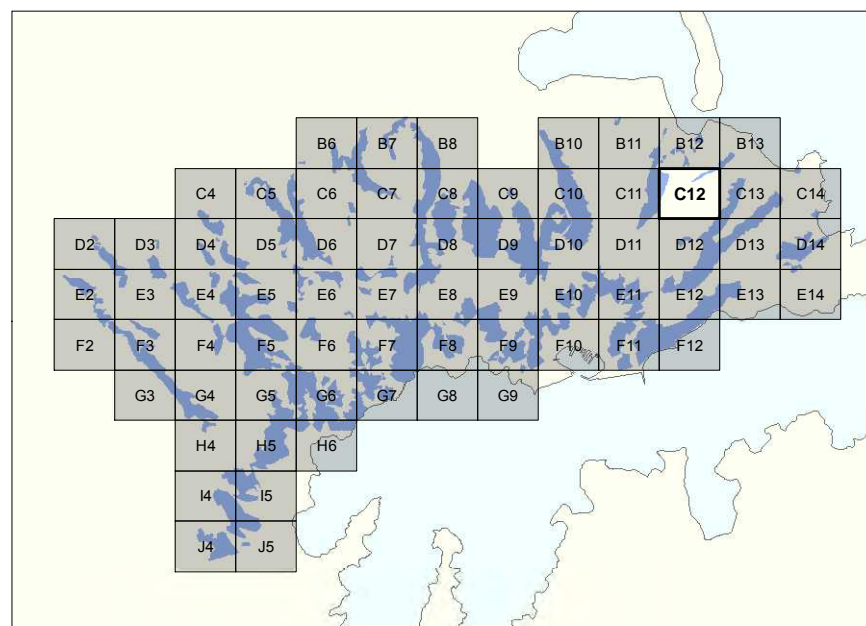 B6 B7 B8 B10 B11 B12 B13
C4 C5 C6 C7 C8 C9 C10 C11 C12 C13 C14
D2 D3 D4 D5 D6 D7 D8 D9 D10 D11 D12 D13 D14
E2 E3 E4 E5 E6 E7 E8 E9 E10 E11 E12 E13 E14
F2 F3 F4 F5 F6 F7 F8 F9 F10 F11 F12
G3 G4 G5 G6 G7 G8 G9
H4 H5 H6
I4 I5
J4 J5